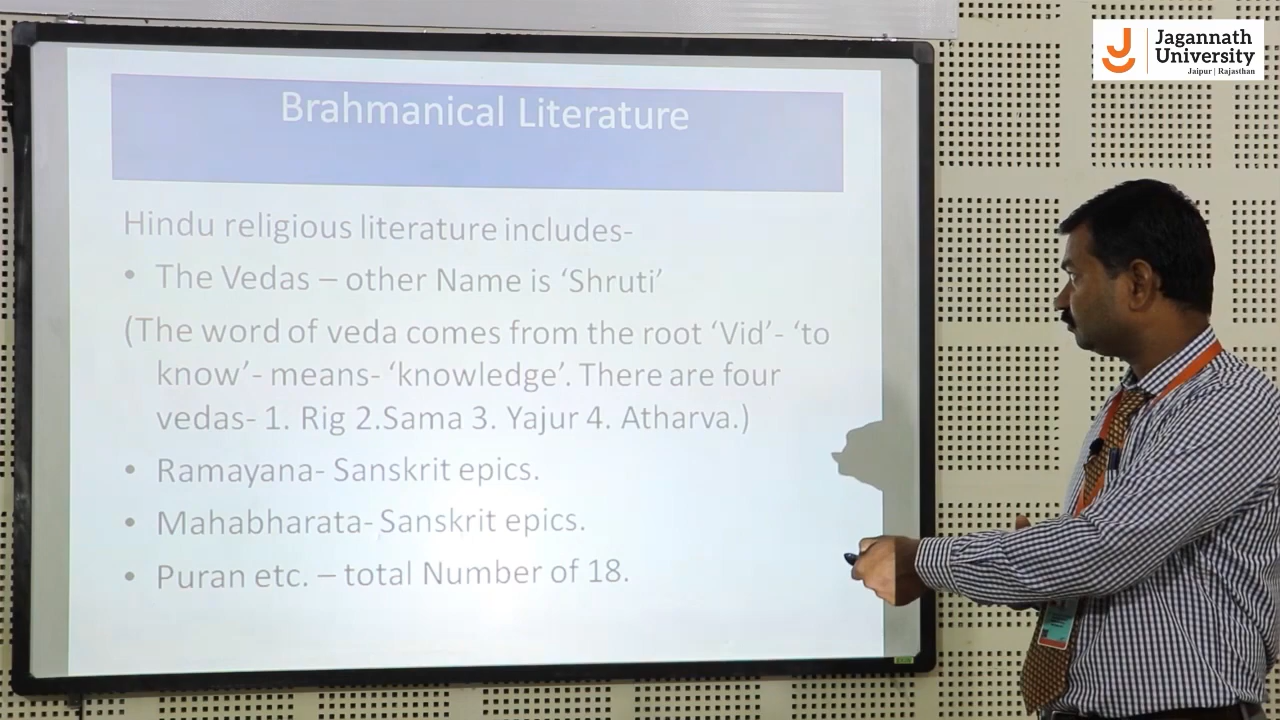 Jagannath
University
Jaipur | Rajasthan
Brahmanical Literature
Hindu religious literature includes-
• The Vedas – other Name is ‘Shruti’
(The word of veda comes from the root ‘Vid’- ‘to
know’- means- ‘knowledge’. There are four
vedas- 1. Rig 2.Sama 3. Yajur 4. Atharva.)
• Ramayana- Sanskrit epics.
• Mahabharata- Sanskrit epics.
• Puran etc. – total Number of 18.